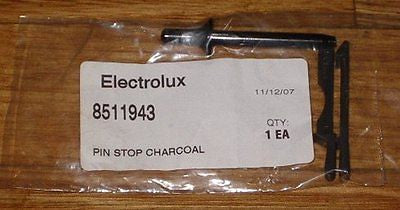 Electrolux
11/12/07
8511943
QTY:
1 EA
PIN STOP CHARCOAL